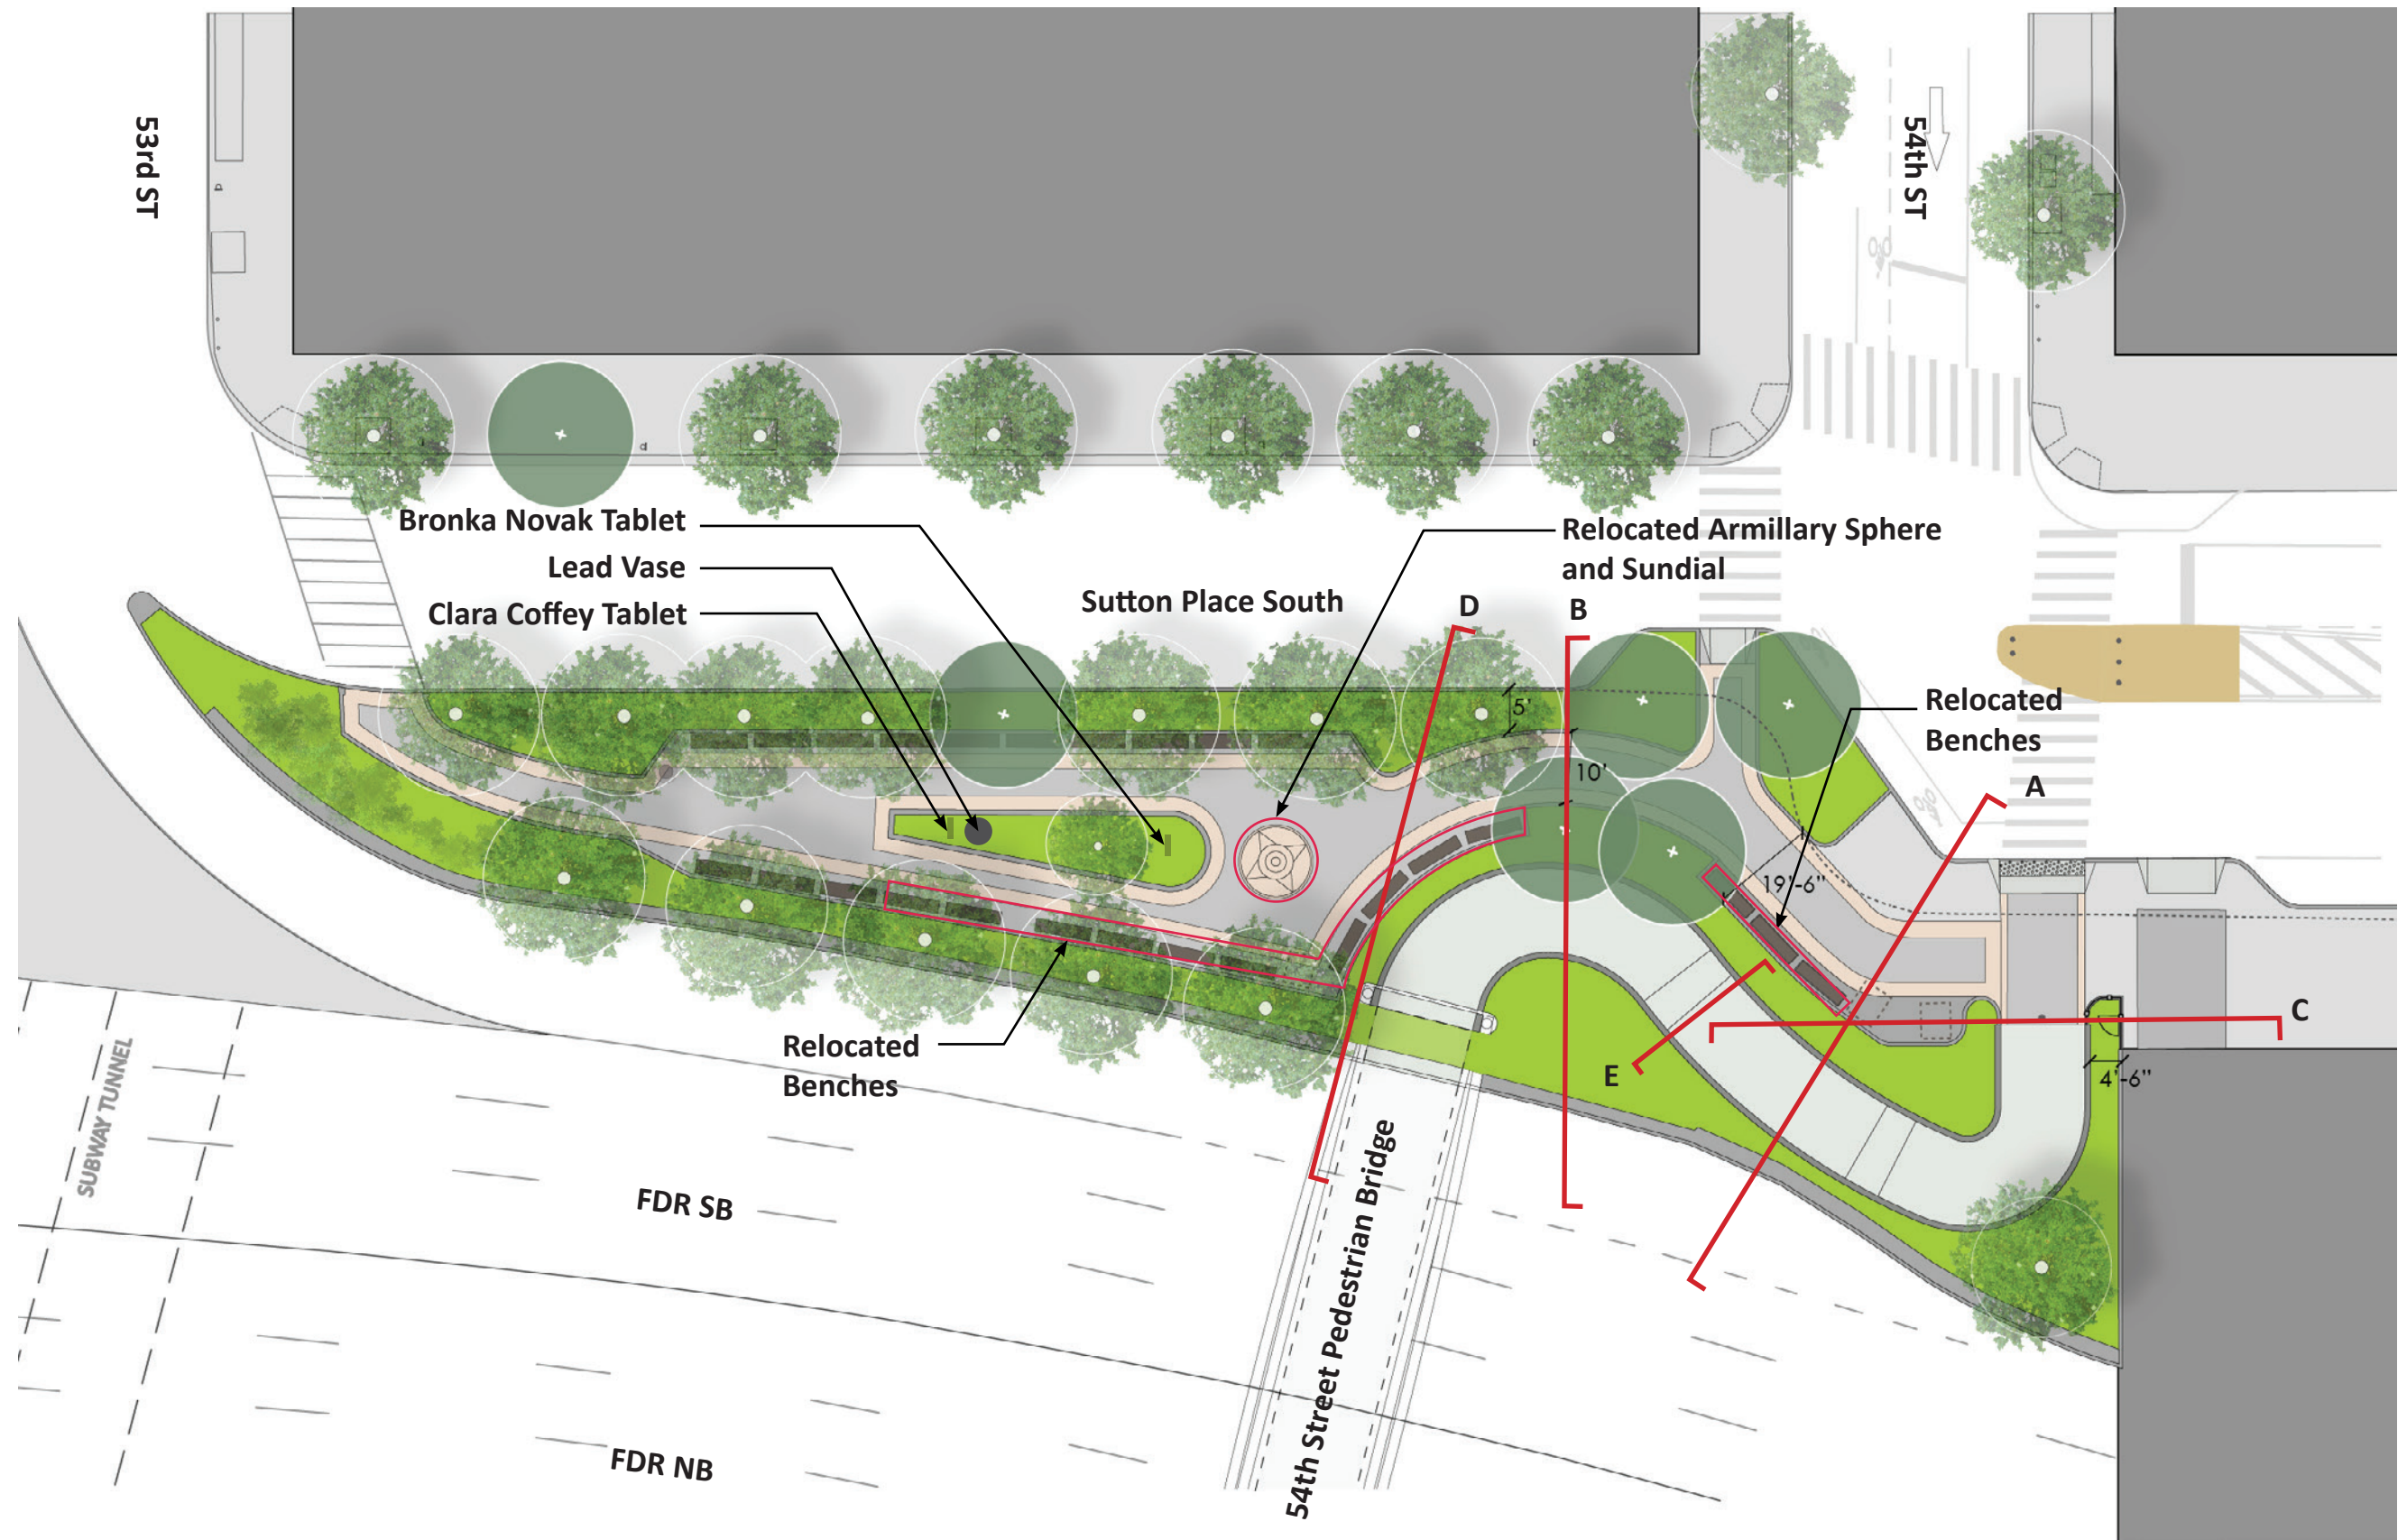 53rd ST
54th ST
Bronka Novak Tablet
Lead Vase
Clara Coffey Tablet
Relocated Armillary Sphere
and Sundial
Sutton Place South
D
B
5'
10'
Relocated
Benches
A
19'-6"
C
E
4'-6"
Relocated
Benches
SUBWAY TUNNEL
FDR SB
54th Street Pedestrian Bridge
FDR NB